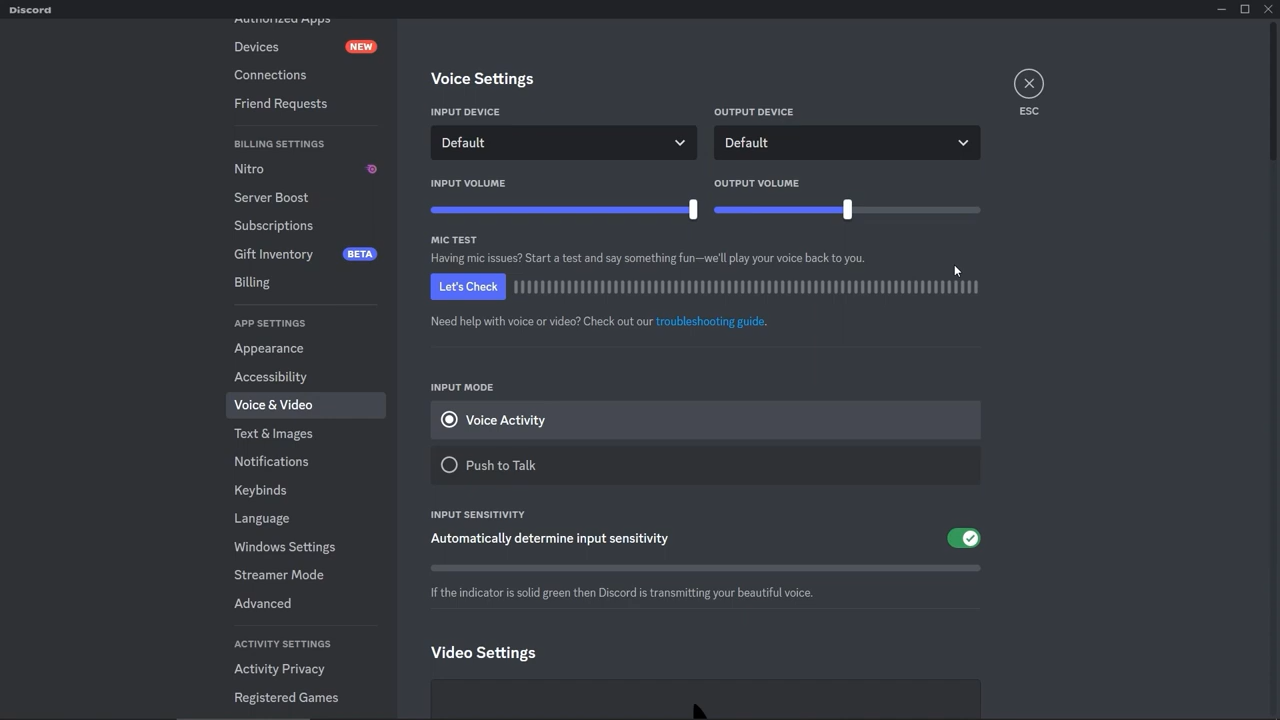 Discord
Authorized Apps
Devices NEW
Connections
Friend Requests
BILLING SETTINGS
Nitro
Server Boost
Subscriptions
Gift Inventory BETA
Billing
APP SETTINGS
Appearance
Accessibility
Voice & Video
Text & Images
Notifications
Keybinds
Language
Windows Settings
Streamer Mode
Advanced
ACTIVITY SETTINGS
Activity Privacy
Registered Games
Voice Settings
ESC
INPUT DEVICE OUTPUT DEVICE
Default Default
INPUT VOLUME OUTPUT VOLUME
MIC TEST
Having mic issues? Start a test and say something fun—we'll play your voice back to you.
Let's Check
Need help with voice or video? Check out our troubleshooting guide.
INPUT MODE
Voice Activity
Push to Talk
INPUT SENSITIVITY
Automatically determine input sensitivity
If the indicator is solid green then Discord is transmitting your beautiful voice.
Video Settings